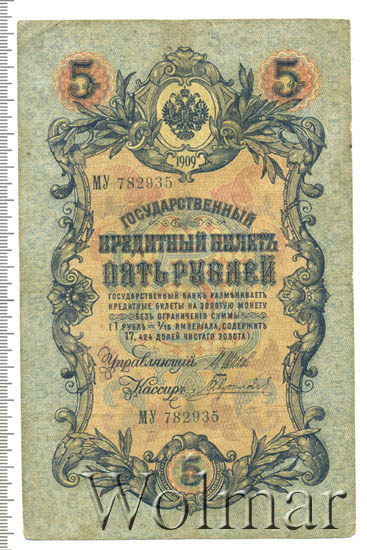 5 5
1909
МУ 782935
ГОСУДАРСТВЕННЫЙ
КРЕДИТНЫЙ БИЛЕТЪ
ПЯТЬ РУБЛЕЙ
ГОСУДАРСТВЕННЫЙ БАНКЪ РАЗМѢНИВАЕТЪ
КРЕДИТНЫЕ БИЛЕТЫ НА ЗОЛОТУЮ МОНЕТУ
БЕЗЪ ОГРАНИЧЕНІЯ СУММЫ
(1 РУБЛЬ = 1/15 ИМПЕРІАЛА, СОДЕРЖИТЪ
17,424 ДОЛЕЙ ЧИСТАГО ЗОЛОТА).
Управляющій
Кассиръ
МУ 782935
5
Wolmar